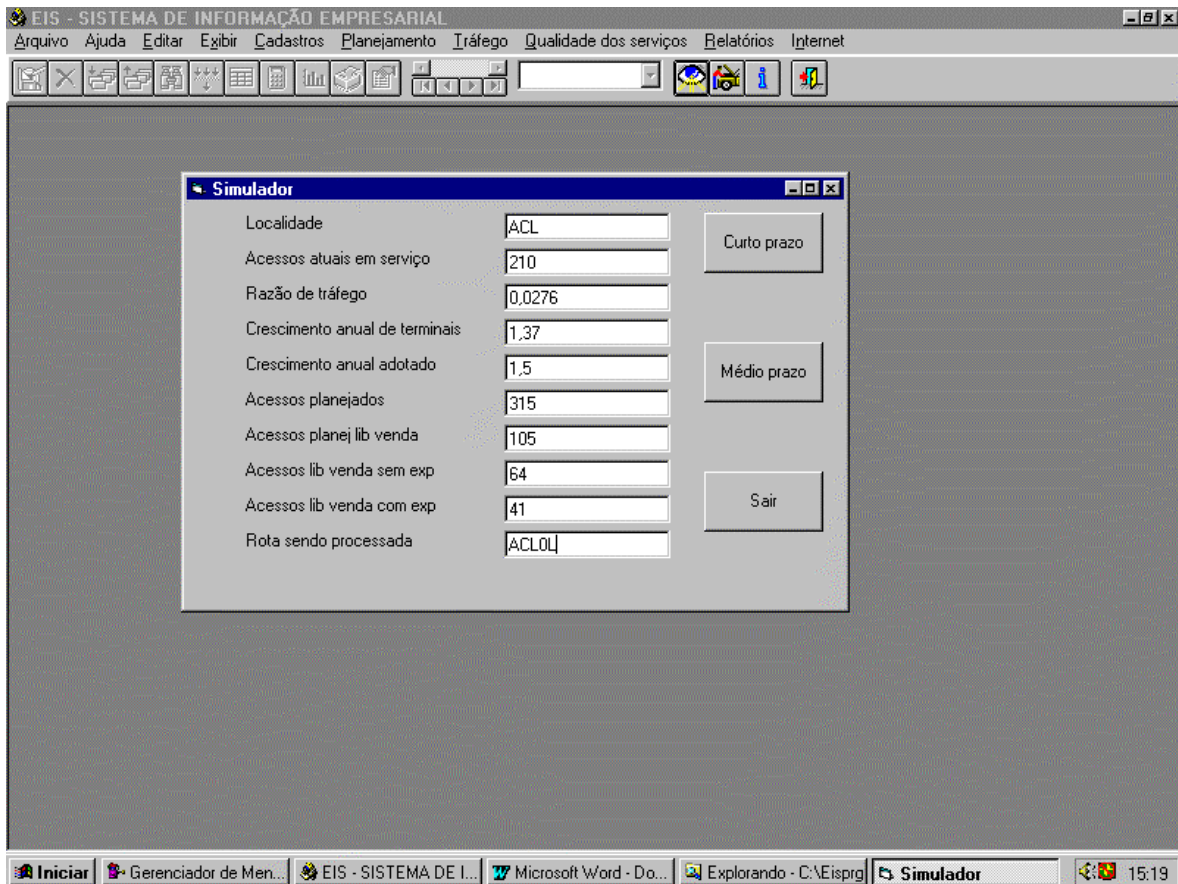 EIS - SISTEMA DE INFORMAÇÃO EMPRESARIAL
Arquivo Ajuda Editar Exibir Cadastros Planejamento Tráfego Qualidade dos serviços Relatórios Internet
Simulador
Localidade ACL
Curto prazo
Acessos atuais em serviço 210
Razão de tráfego 0,0276
Crescimento anual de terminais 1,37
Crescimento anual adotado 1,5
Médio prazo
Acessos planejados 315
Acessos planej lib venda 105
Acessos lib venda sem exp 64
Sair
Acessos lib venda com exp 41
Rota sendo processada ACL0L
Iniciar Gerenciador de Men... EIS - SISTEMA DE I... Microsoft Word - Do... Explorando - C:\Eisprg Simulador 15:19